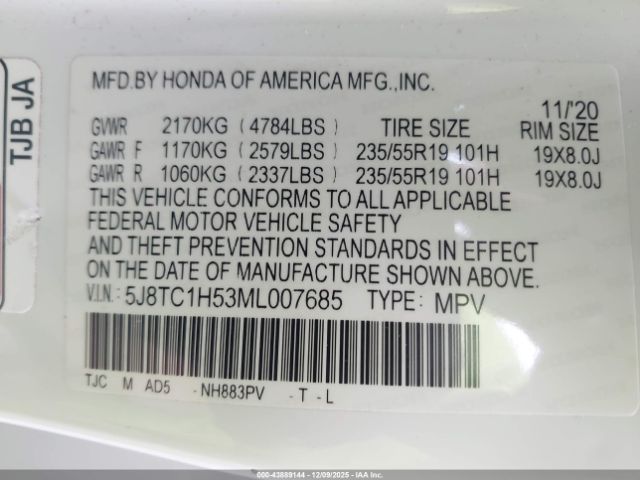 TJB JA
MFD.BY HONDA OF AMERICA MFG.,INC.
11/'20
GVWR 2170KG (4784LBS) TIRE SIZE RIM SIZE
GAWR F 1170KG (2579LBS) 235/55R19 101H 19X8.0J
GAWR R 1060KG (2337LBS) 235/55R19 101H 19X8.0J
THIS VEHICLE CONFORMS TO ALL APPLICABLE
FEDERAL MOTOR VEHICLE SAFETY
AND THEFT PREVENTION STANDARDS IN EFFECT
ON THE DATE OF MANUFACTURE SHOWN ABOVE.
V.I.N.: 5J8TC1H53ML007685 TYPE: MPV
TJC M AD5 -NH883PV -T -L
000-43889144 - 12/09/2025 - IAA Inc.